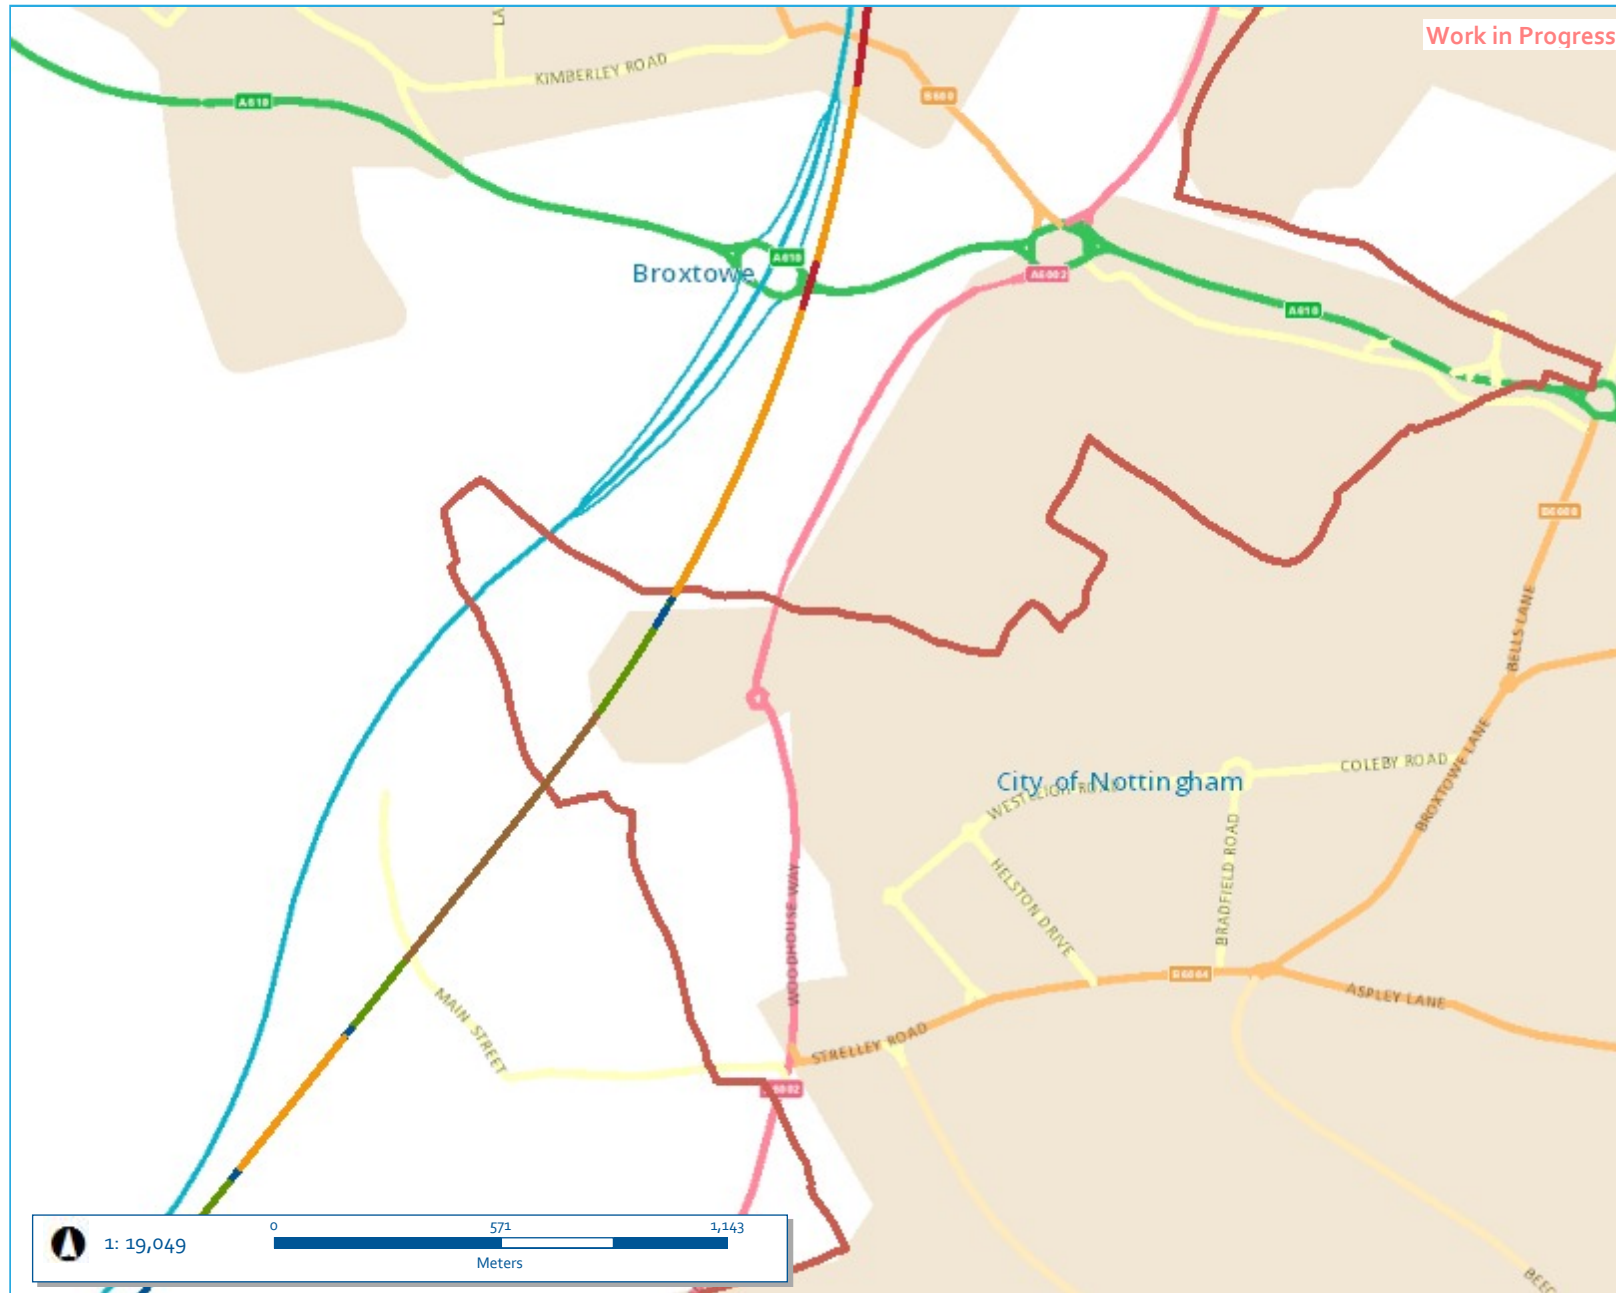 Work in Progress
LA
KIMBERLEY ROAD
A610
B600
A610
Broxtowe
A6002
A610
BELLS LANE
BROXTOWE LANE
COLEBY ROAD
City of Nottingham
WESTLEIGH ROAD
HELSTON DRIVE
BRADFIELD ROAD
WOODHOUSE WAY
B6004
ASPLEY LANE
MAIN STREET
STRELLEY ROAD
BEEC
1: 19,049
0 571 1,143
Meters